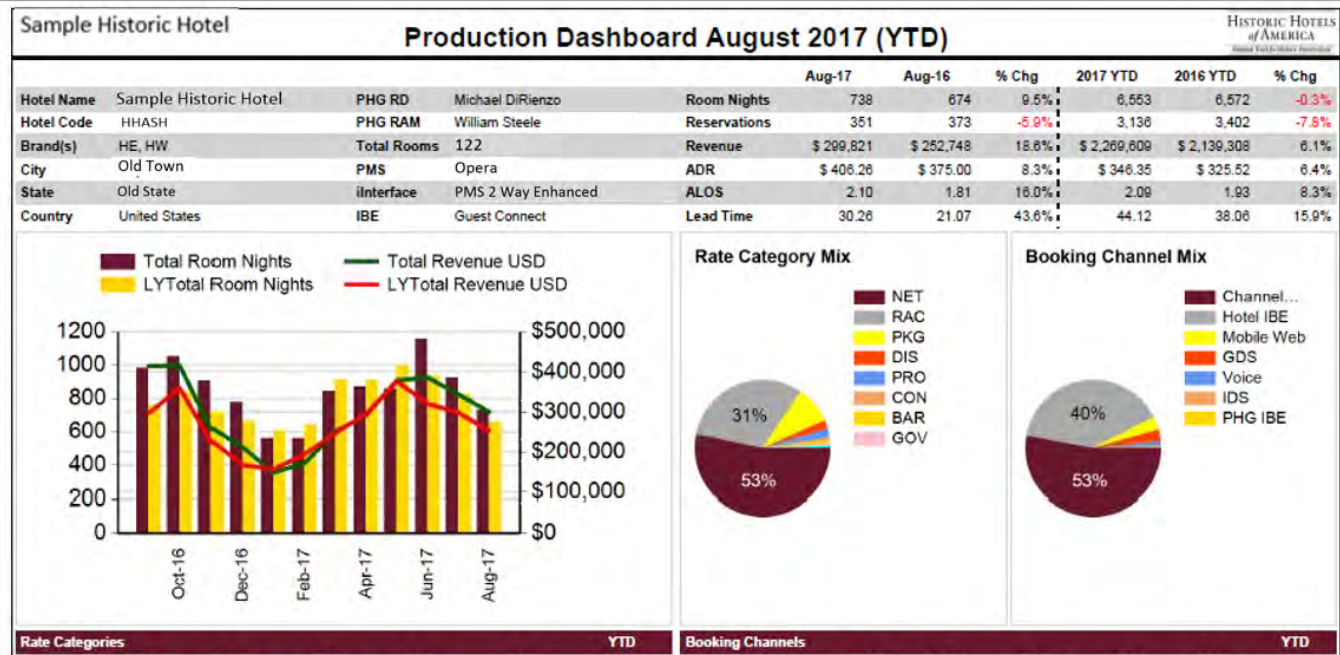 Sample Historic Hotel
Production Dashboard August 2017 (YTD)
HISTORIC HOTELS
of AMERICA
Aug-17 Aug-16 % Chg 2017 YTD 2016 YTD % Chg
Hotel Name Sample Historic Hotel PHG RD Michael DiRienzo Room Nights 738 674 9.5% 6,553 6,572 -0.3%
Hotel Code HHASH PHG RAM William Steele Reservations 351 373 -5.9% 3,136 3,402 -7.8%
Brand(s) HE, HW Total Rooms 122 Revenue $ 299,821 $ 252,748 18.6% $ 2,269,609 $ 2,139,308 6.1%
City Old Town PMS Opera ADR $ 406.26 $ 375.00 8.3% $ 346.35 $ 325.52 6.4%
State Old State iInterface PMS 2 Way Enhanced ALOS 2.10 1.81 16.0% 2.09 1.93 8.3%
Country United States IBE Guest Connect Lead Time 30.26 21.07 43.6% 44.12 38.06 15.9%
Total Room Nights Total Revenue USD
LYTotal Room Nights LYTotal Revenue USD
1200 $500,000
1000 $400,000
800 $300,000
600
400 $200,000
200 $100,000
0 $0
Oct-16 Dec-16 Feb-17 Apr-17 Jun-17 Aug-17
Rate Category Mix
NET
RAC
PKG
DIS
PRO
CON
BAR
GOV
31%
53%
Booking Channel Mix
Channel...
Hotel IBE
Mobile Web
GDS
Voice
IDS
PHG IBE
40%
53%
Rate Categories YTD Booking Channels YTD